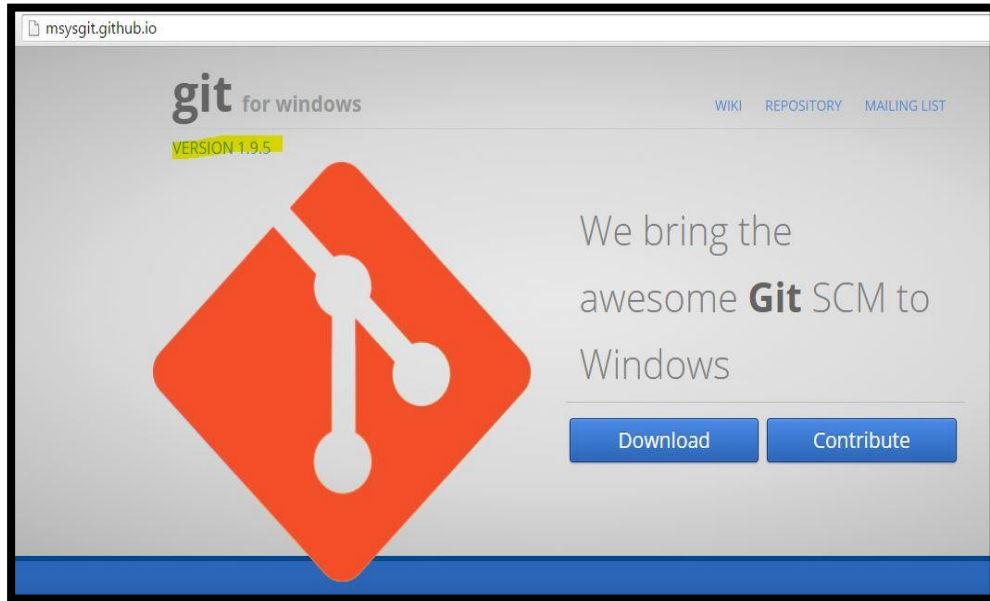 msysgit.github.io
git for windows
WIKI REPOSITORY MAILING LIST
VERSION 1.9.5
We bring the
awesome Git SCM to
Windows
Download Contribute